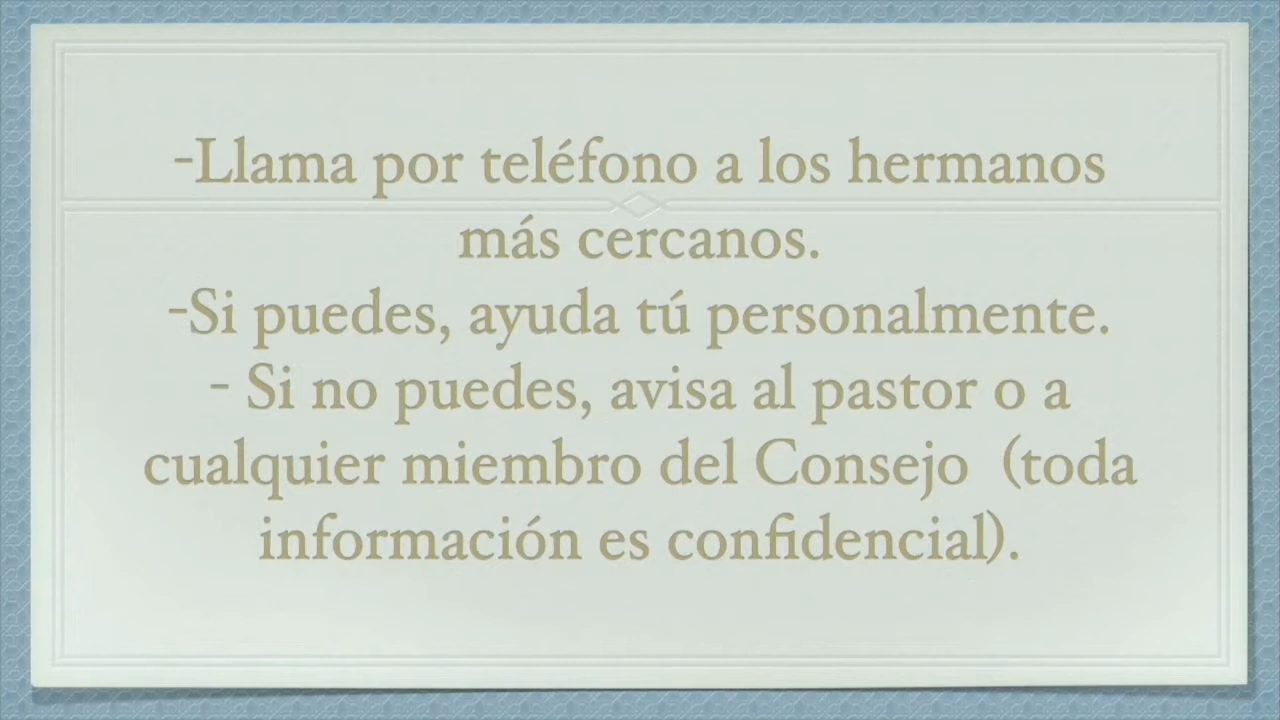 -Llama por teléfono a los hermanos
más cercanos.
-Si puedes, ayuda tú personalmente.
- Si no puedes, avisa al pastor o a
cualquier miembro del Consejo (toda
información es confidencial).